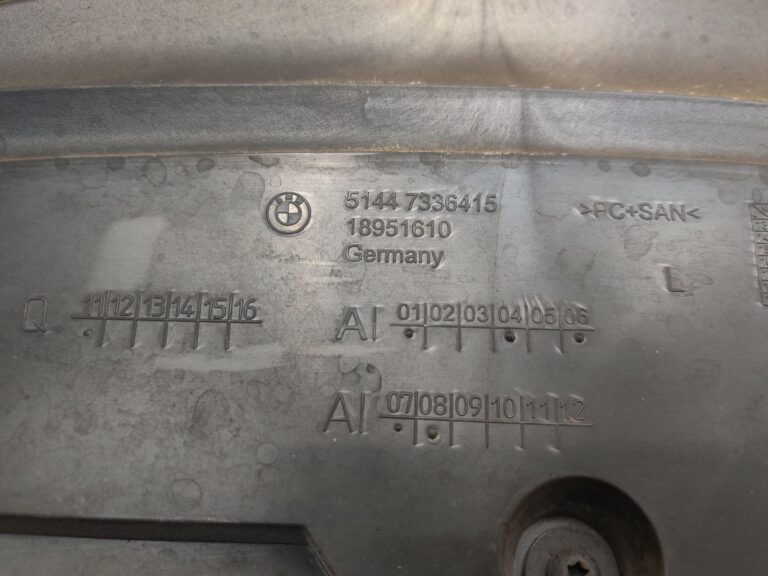 BMW
5144 7336415
18951610
Germany
>PC+SAN<
L
Q 11 12 13 14 15 16
AI 01 02 03 04 05 06
AI 07 08 09 10 11 12